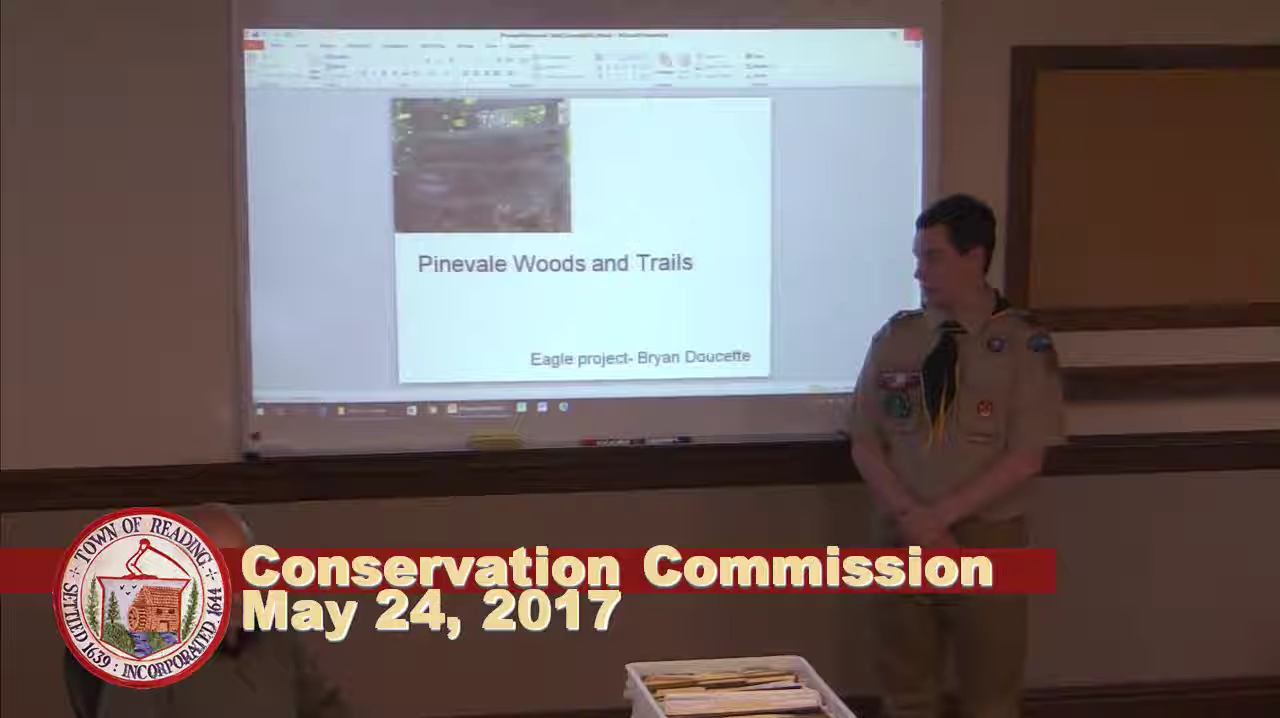 Pinevale Woods and Trails
Eagle project- Bryan Doucette
TOWN OF READING
SETTLED 1639 : INCORPORATED 1644
Conservation Commission
May 24, 2017